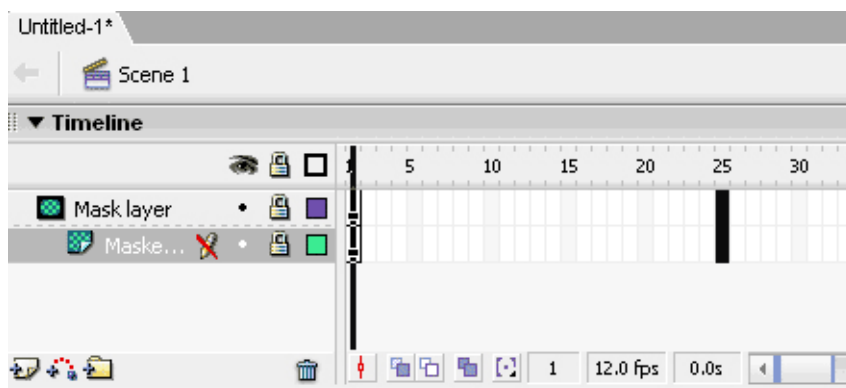 Untitled-1*
Scene 1
Timeline
1 5 10 15 20 25 30
Mask layer
Maske...
1 12.0 fps 0.0s